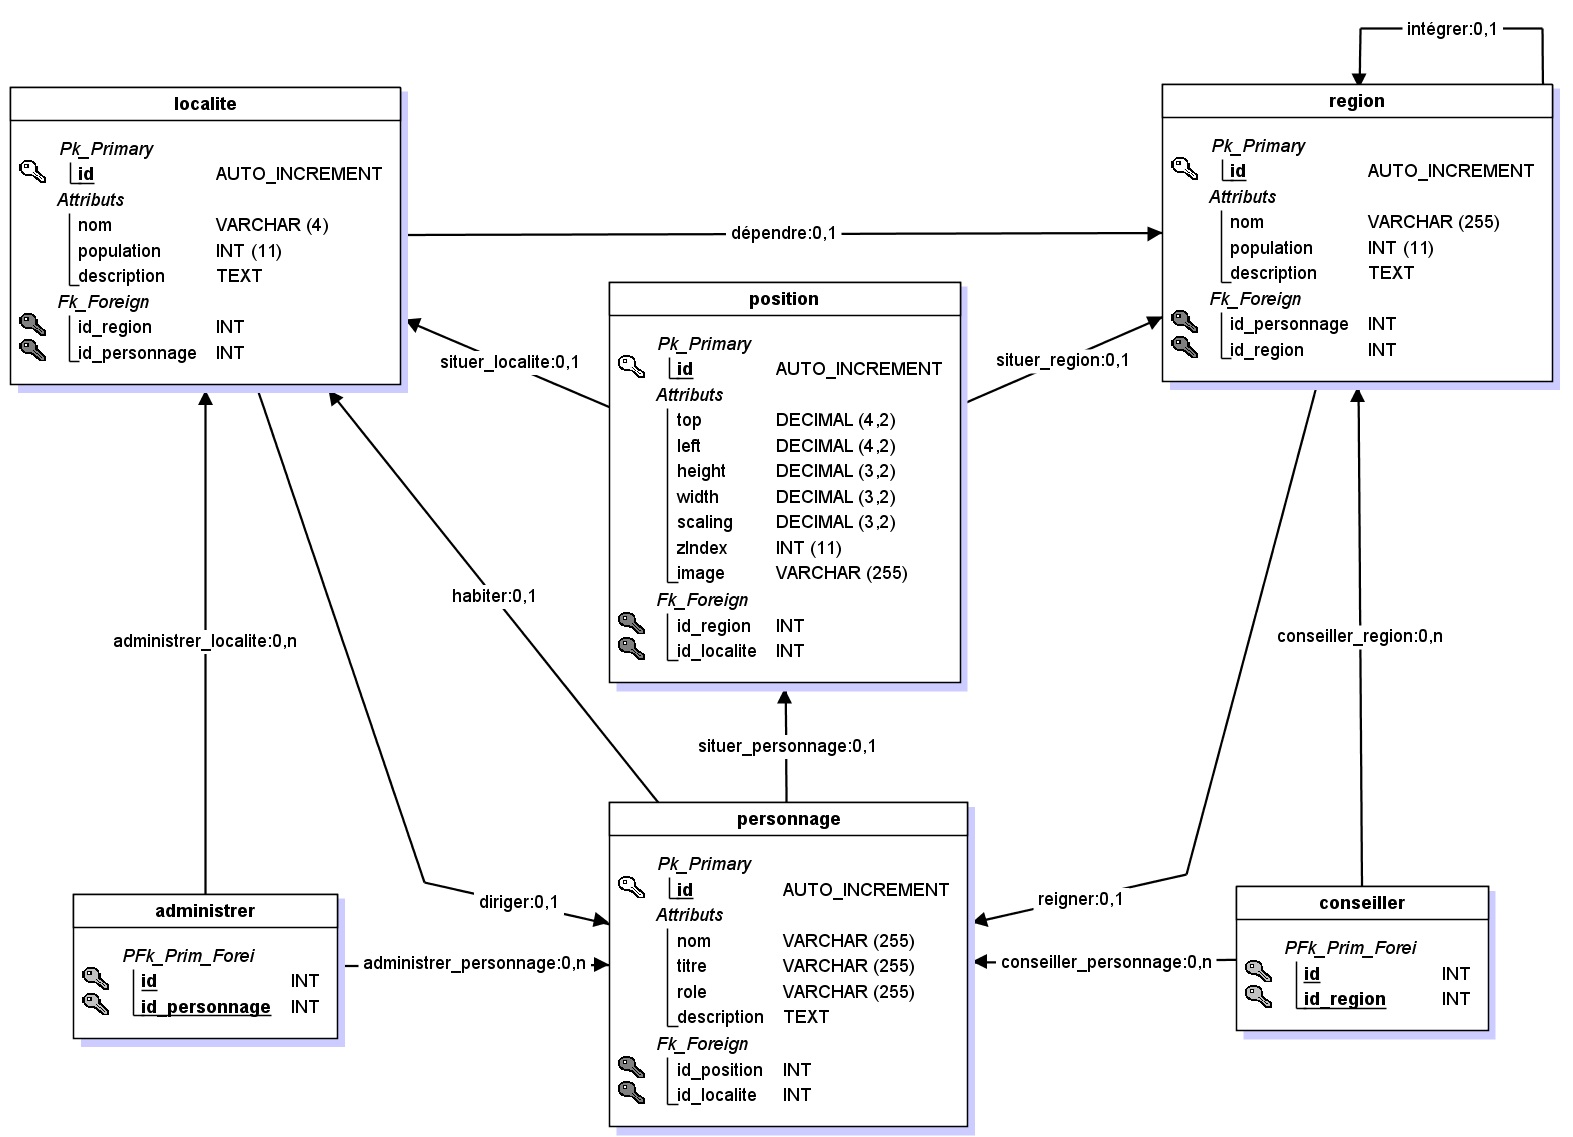 intégrer:0,1
localite
Pk_Primary
id AUTO_INCREMENT
Attributs
nom VARCHAR (4)
population INT (11)
description TEXT
Fk_Foreign
id_region INT
id_personnage INT
region
Pk_Primary
id AUTO_INCREMENT
Attributs
nom VARCHAR (255)
population INT (11)
description TEXT
Fk_Foreign
id_personnage INT
id_region INT
dépendre:0,1
position
Pk_Primary
id AUTO_INCREMENT
Attributs
top DECIMAL (4,2)
left DECIMAL (4,2)
height DECIMAL (3,2)
width DECIMAL (3,2)
scaling DECIMAL (3,2)
zIndex INT (11)
image VARCHAR (255)
Fk_Foreign
id_region INT
id_localite INT
situer_localite:0,1
situer_region:0,1
habiter:0,1
administrer_localite:0,n
conseiller_region:0,n
situer_personnage:0,1
personnage
Pk_Primary
id AUTO_INCREMENT
Attributs
nom VARCHAR (255)
titre VARCHAR (255)
role VARCHAR (255)
description TEXT
Fk_Foreign
id_position INT
id_localite INT
diriger:0,1
reigner:0,1
administrer
PFk_Prim_Forei
id INT
id_personnage INT
administrer_personnage:0,n
conseiller_personnage:0,n
conseiller
PFk_Prim_Forei
id INT
id_region INT